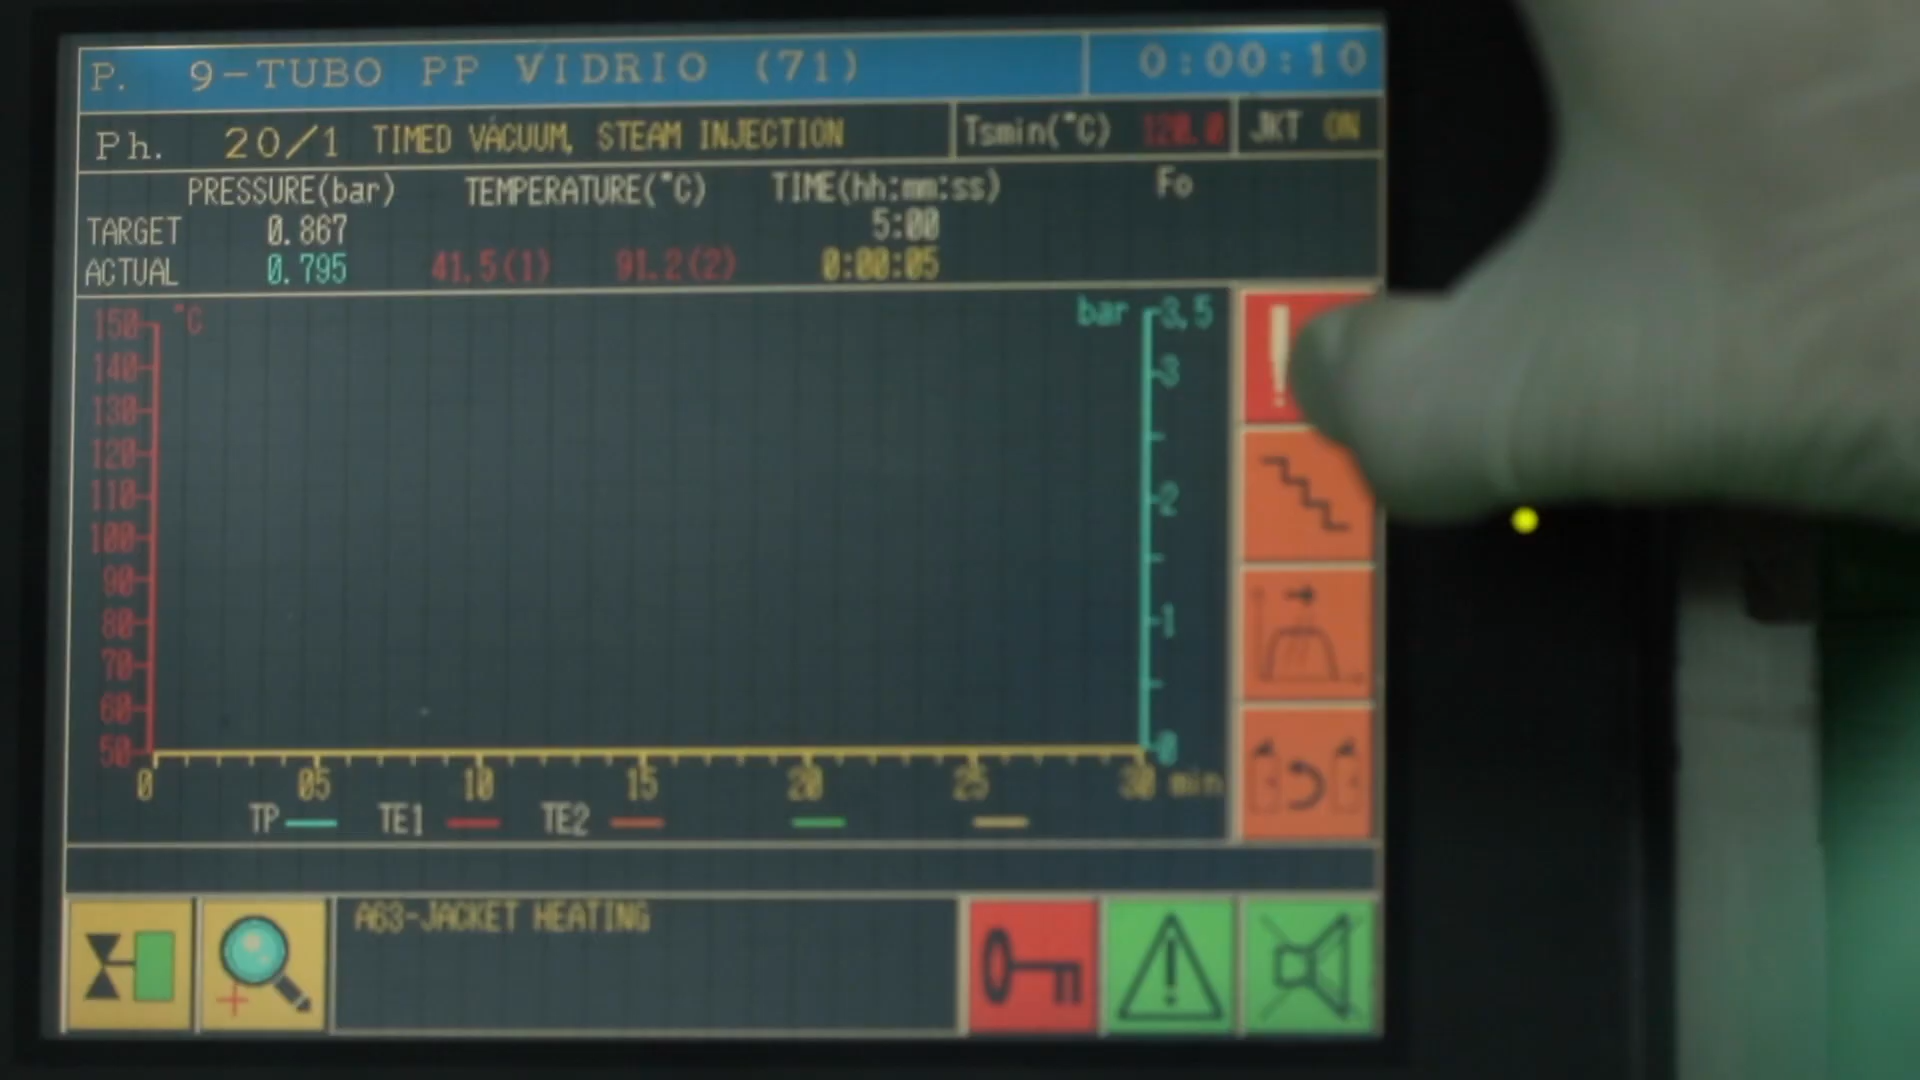 P. 9-TUBO PP VIDRIO (71) 0:00:10
Ph. 20/1 TIMED VACUUM, STEAM INJECTION Tsmin(°C) 120.0 JKT ON
PRESSURE(bar) TEMPERATURE(°C) TIME(hh:mm:ss) Fo
TARGET 0.867 5:00
ACTUAL 0.795 41.5(1) 91.2(2) 0:00:05
150 °C bar 3,5
140 3
130
120
110 2
100
90
80 1
70
60
50 0
0 05 10 15 20 25 30 min
TP TE1 TE2
A63-JACKET HEATING